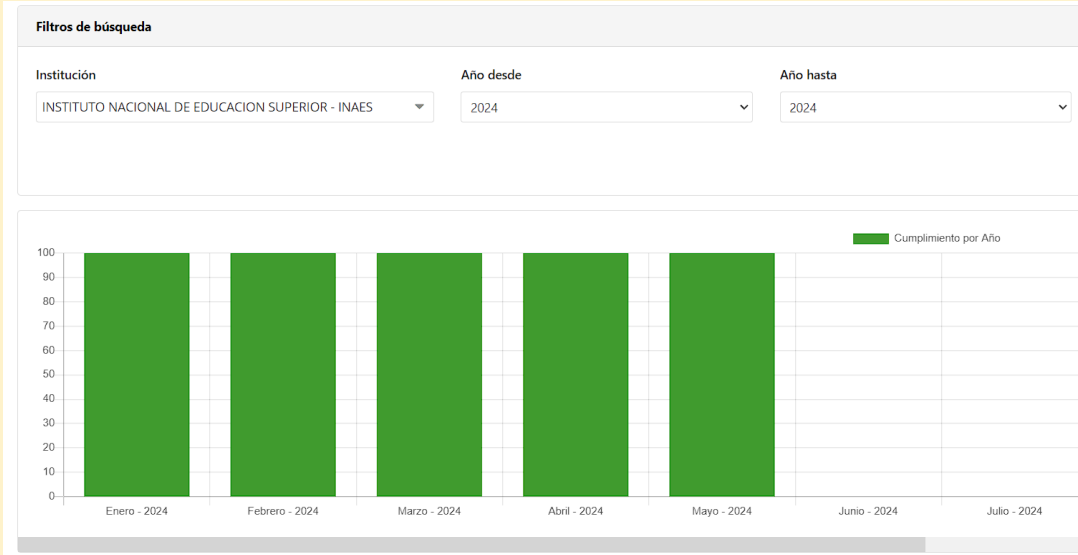 Filtros de búsqueda
Institución
Año desde
Año hasta
INSTITUTO NACIONAL DE EDUCACION SUPERIOR - INAES
2024
2024
Cumplimiento por Año
100
90
80
70
60
50
40
30
20
10
0
Enero - 2024
Febrero - 2024
Marzo - 2024
Abril - 2024
Mayo - 2024
Junio - 2024
Julio - 2024